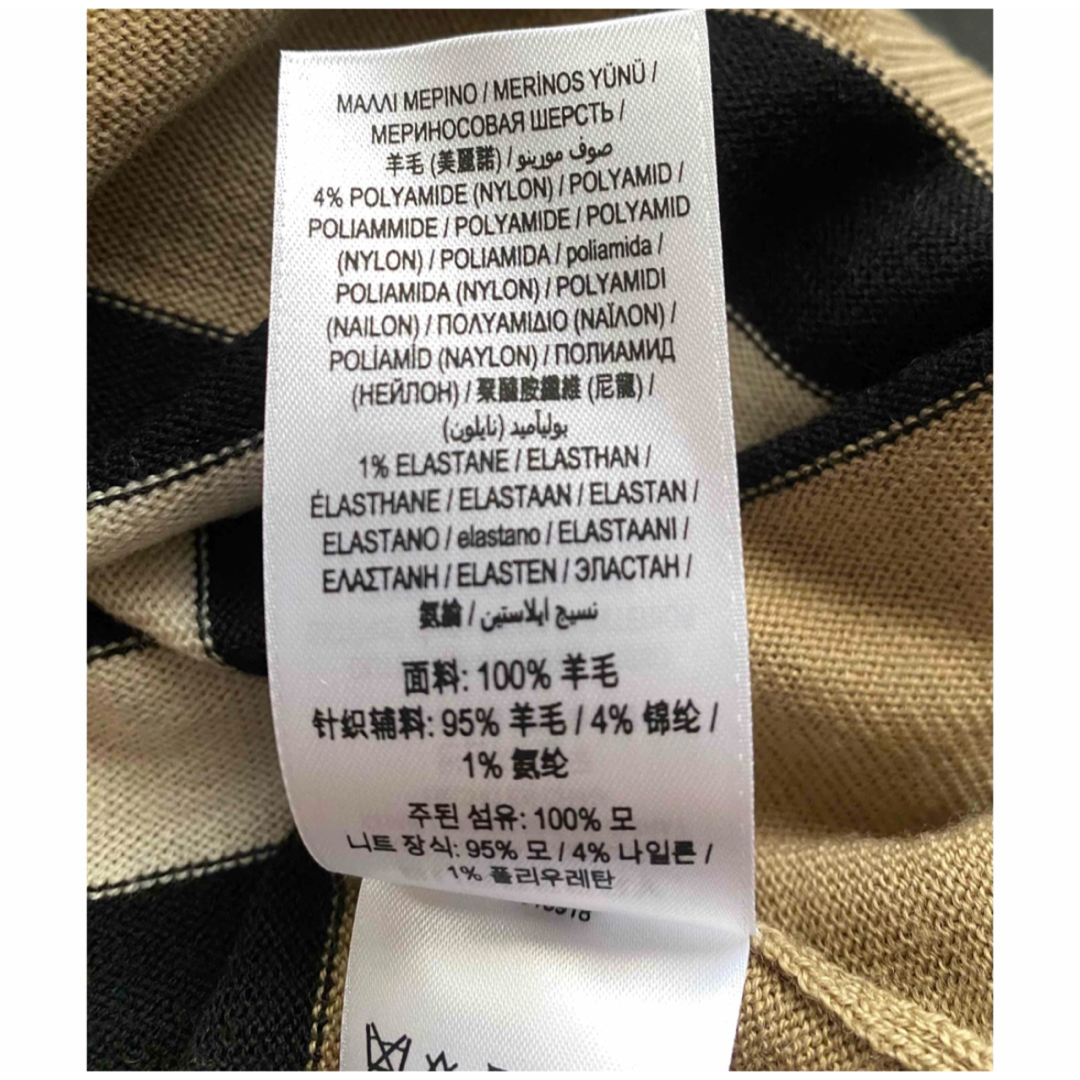 ΜΑΛΛΙ ΜΕΡΙΝΟ / MERİNOS YÜNÜ /
МЕРИНОСОВАЯ ШЕРСТЬ /
羊毛 (美麗諾) / صوف مورينو
4% POLYAMIDE (NYLON) / POLYAMID /
POLIAMMIDE / POLYAMIDE / POLYAMID
(NYLON) / POLIAMIDA / poliamida /
POLIAMIDA (NYLON) / POLYAMIDI
(NAILON) / ΠΟΛΥΑΜΙΔΙΟ (ΝΑΪΛΟΝ) /
POLİAMİD (NAYLON) / ПОЛИАМИД
(НЕЙЛОН) / 聚醯胺纖維 (尼龍) /
بوليآميد (نايلون)
1% ELASTANE / ELASTHAN /
ÉLASTHANE / ELASTAAN / ELASTAN /
ELASTANO / elastano / ELASTAANI /
ΕΛΑΣΤΑΝΗ / ELASTEN / ЭЛАСТАН /
氨綸 / نسيج إيلاستين
面料: 100% 羊毛
针织辅料: 95% 羊毛 / 4% 锦纶 /
1% 氨纶
주된 섬유: 100% 모
니트 장식: 95% 모 / 4% 나일론 /
1% 폴리우레탄